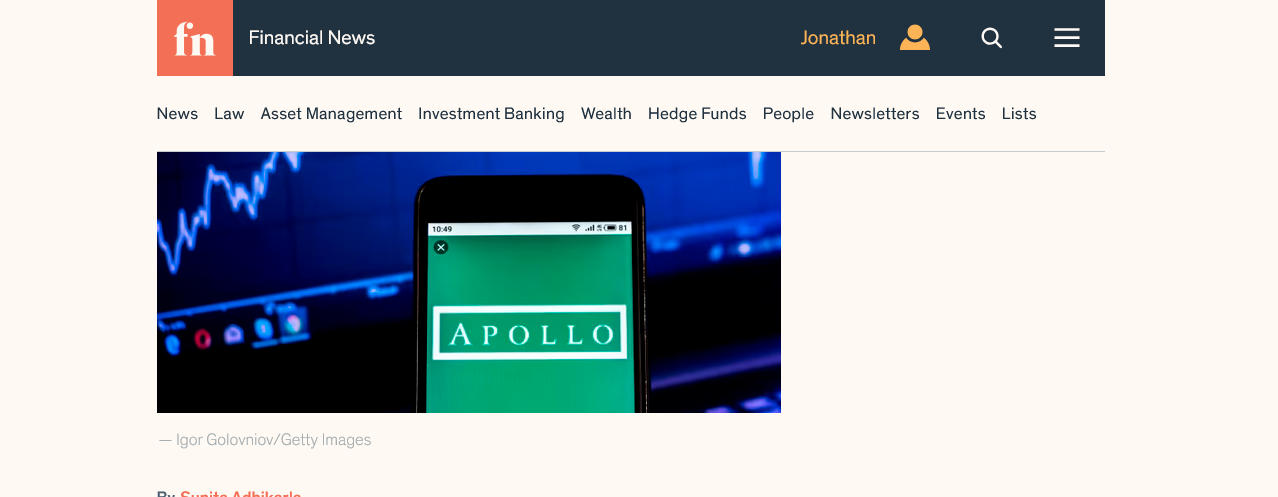 fn
Financial News
Jonathan
News Law Asset Management Investment Banking Wealth Hedge Funds People Newsletters Events Lists
10:49
81
APOLLO
— Igor Golovniov/Getty Images
By